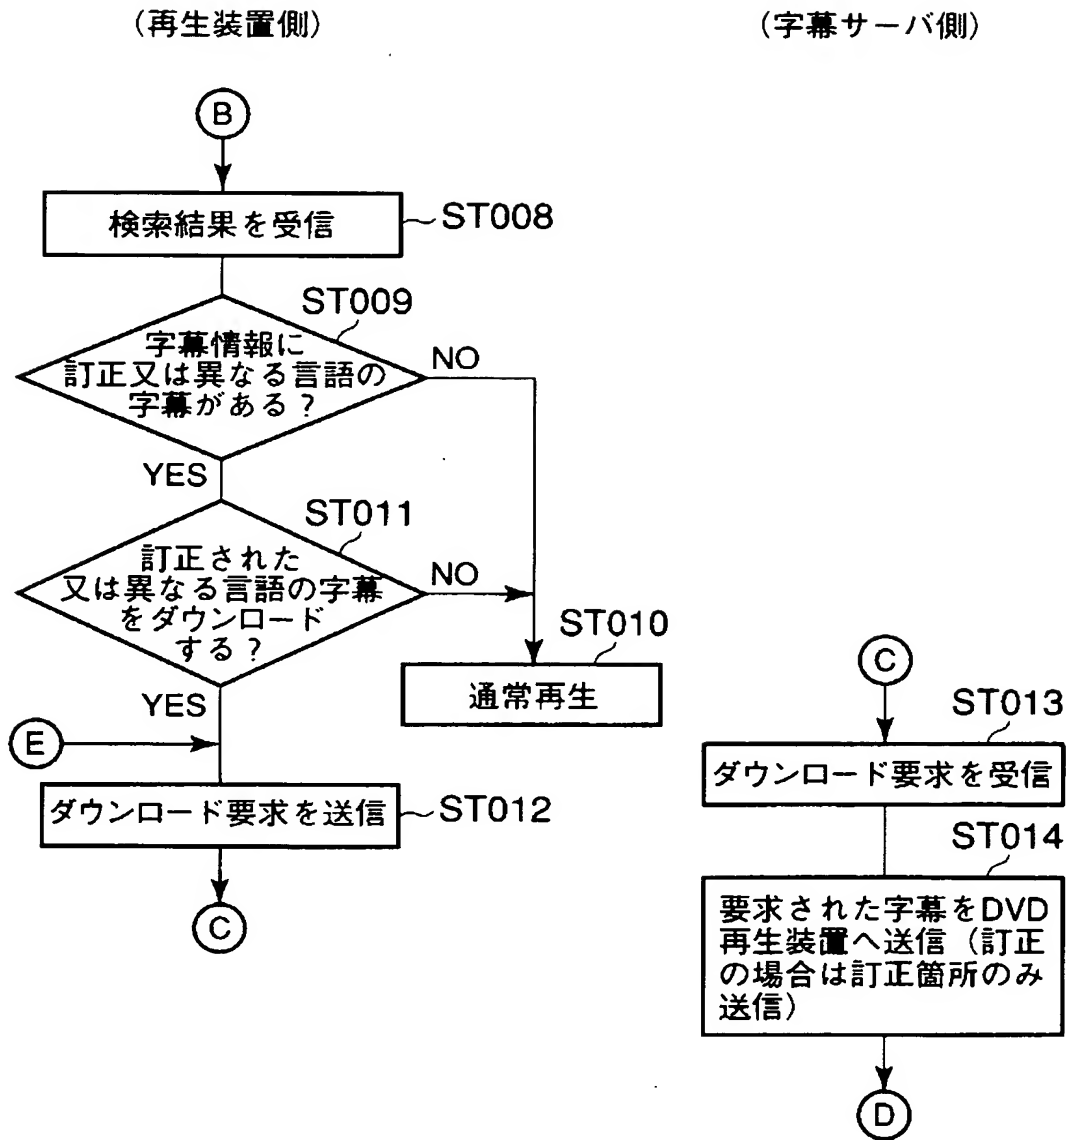 (再生装置側)
(字幕サーバ側)
B
検索結果を受信
ST008
ST009
字幕情報に
訂正又は異なる言語の
字幕がある?
NO
YES
ST011
訂正された
又は異なる言語の字幕
をダウンロード
する?
NO
YES
ST010
通常再生
E
ダウンロード要求を送信
ST012
C
C
ST013
ダウンロード要求を受信
ST014
要求された字幕をDVD
再生装置へ送信(訂正
の場合は訂正箇所のみ
送信)
D